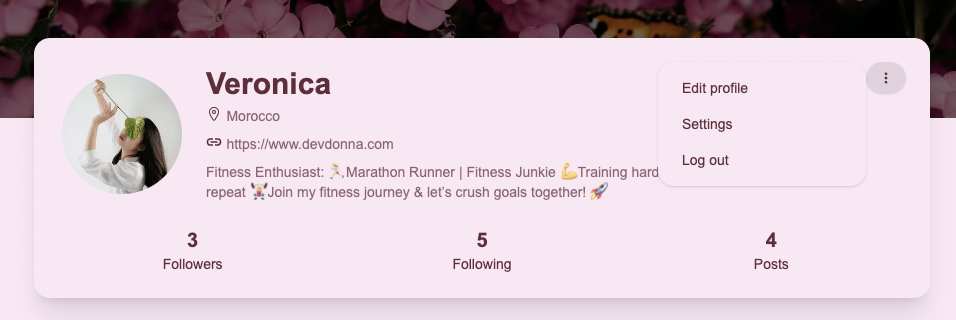 Veronica
Morocco
https://www.devdonna.com
Fitness Enthusiast: 🏃🏻‍♀️Marathon Runner | Fitness Junkie 💪Training hard
repeat 🏋🏻‍♀️Join my fitness journey & let's crush goals together! 🚀
Edit profile
Settings
Log out
3
Followers
5
Following
4
Posts